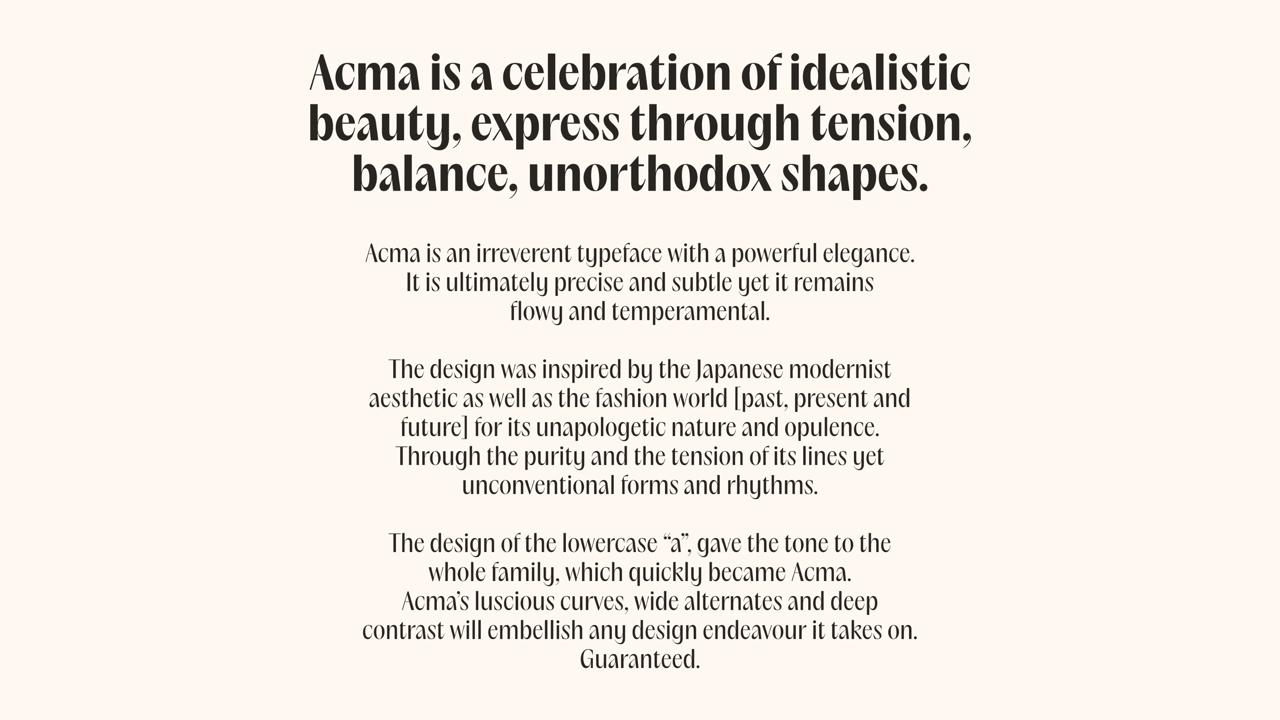 Acma is a celebration of idealistic
beauty, express through tension,
balance, unorthodox shapes.
Acma is an irreverent typeface with a powerful elegance.
It is ultimately precise and subtle yet it remains
flowy and temperamental.
The design was inspired by the Japanese modernist
aesthetic as well as the fashion world [past, present and
future] for its unapologetic nature and opulence.
Through the purity and the tension of its lines yet
unconventional forms and rhythms.
The design of the lowercase “a”, gave the tone to the
whole family, which quickly became Acma.
Acma’s luscious curves, wide alternates and deep
contrast will embellish any design endeavour it takes on.
Guaranteed.